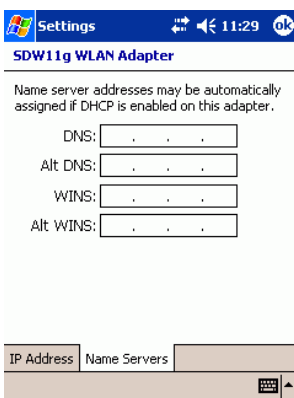 Settings 11:29 ok
SDW11g WLAN Adapter
Name server addresses may be automatically
assigned if DHCP is enabled on this adapter.
DNS: . . .
Alt DNS: . . .
WINS: . . .
Alt WINS: . . .
IP Address Name Servers